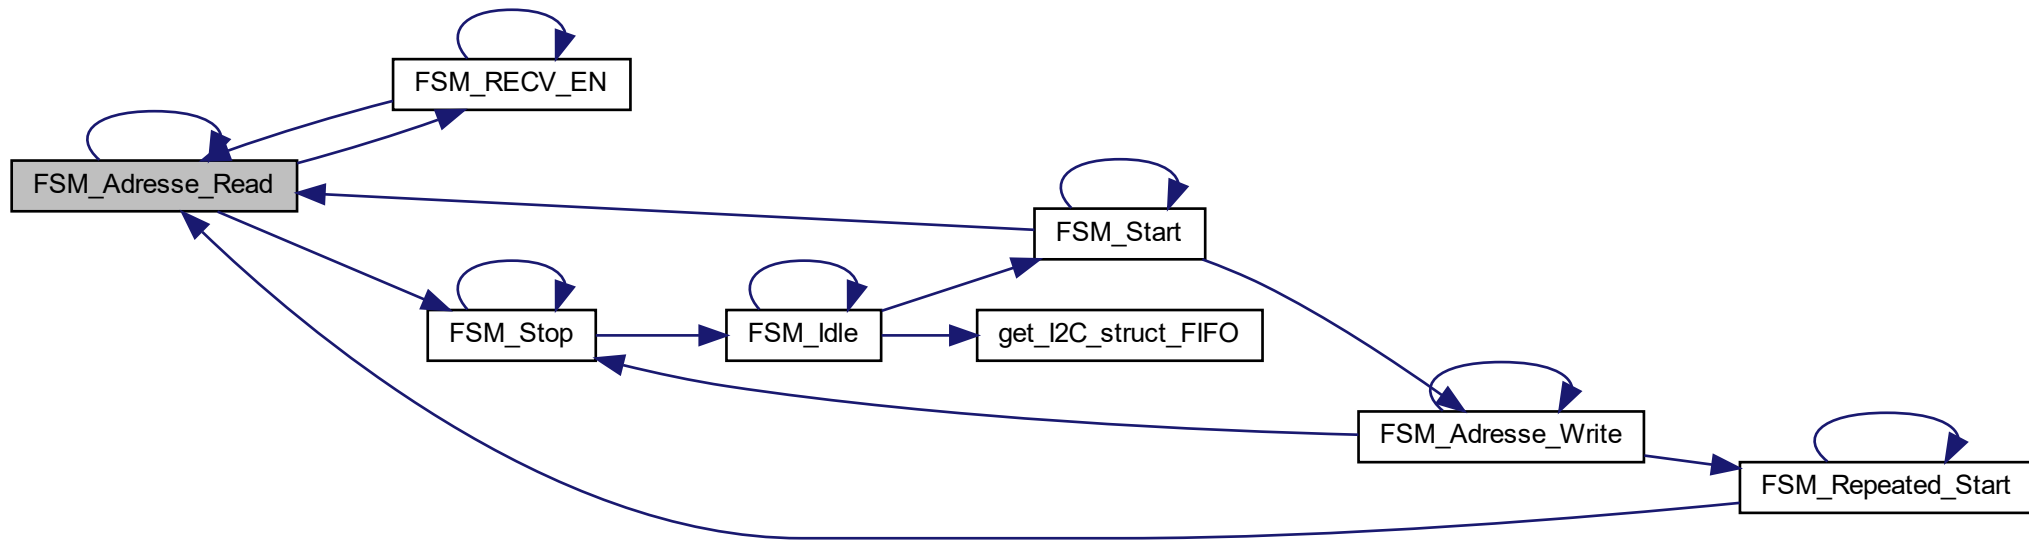 FSM_RECV_EN
FSM_Adresse_Read
FSM_Start
FSM_Stop
FSM_Idle
get_I2C_struct_FIFO
FSM_Adresse_Write
FSM_Repeated_Start